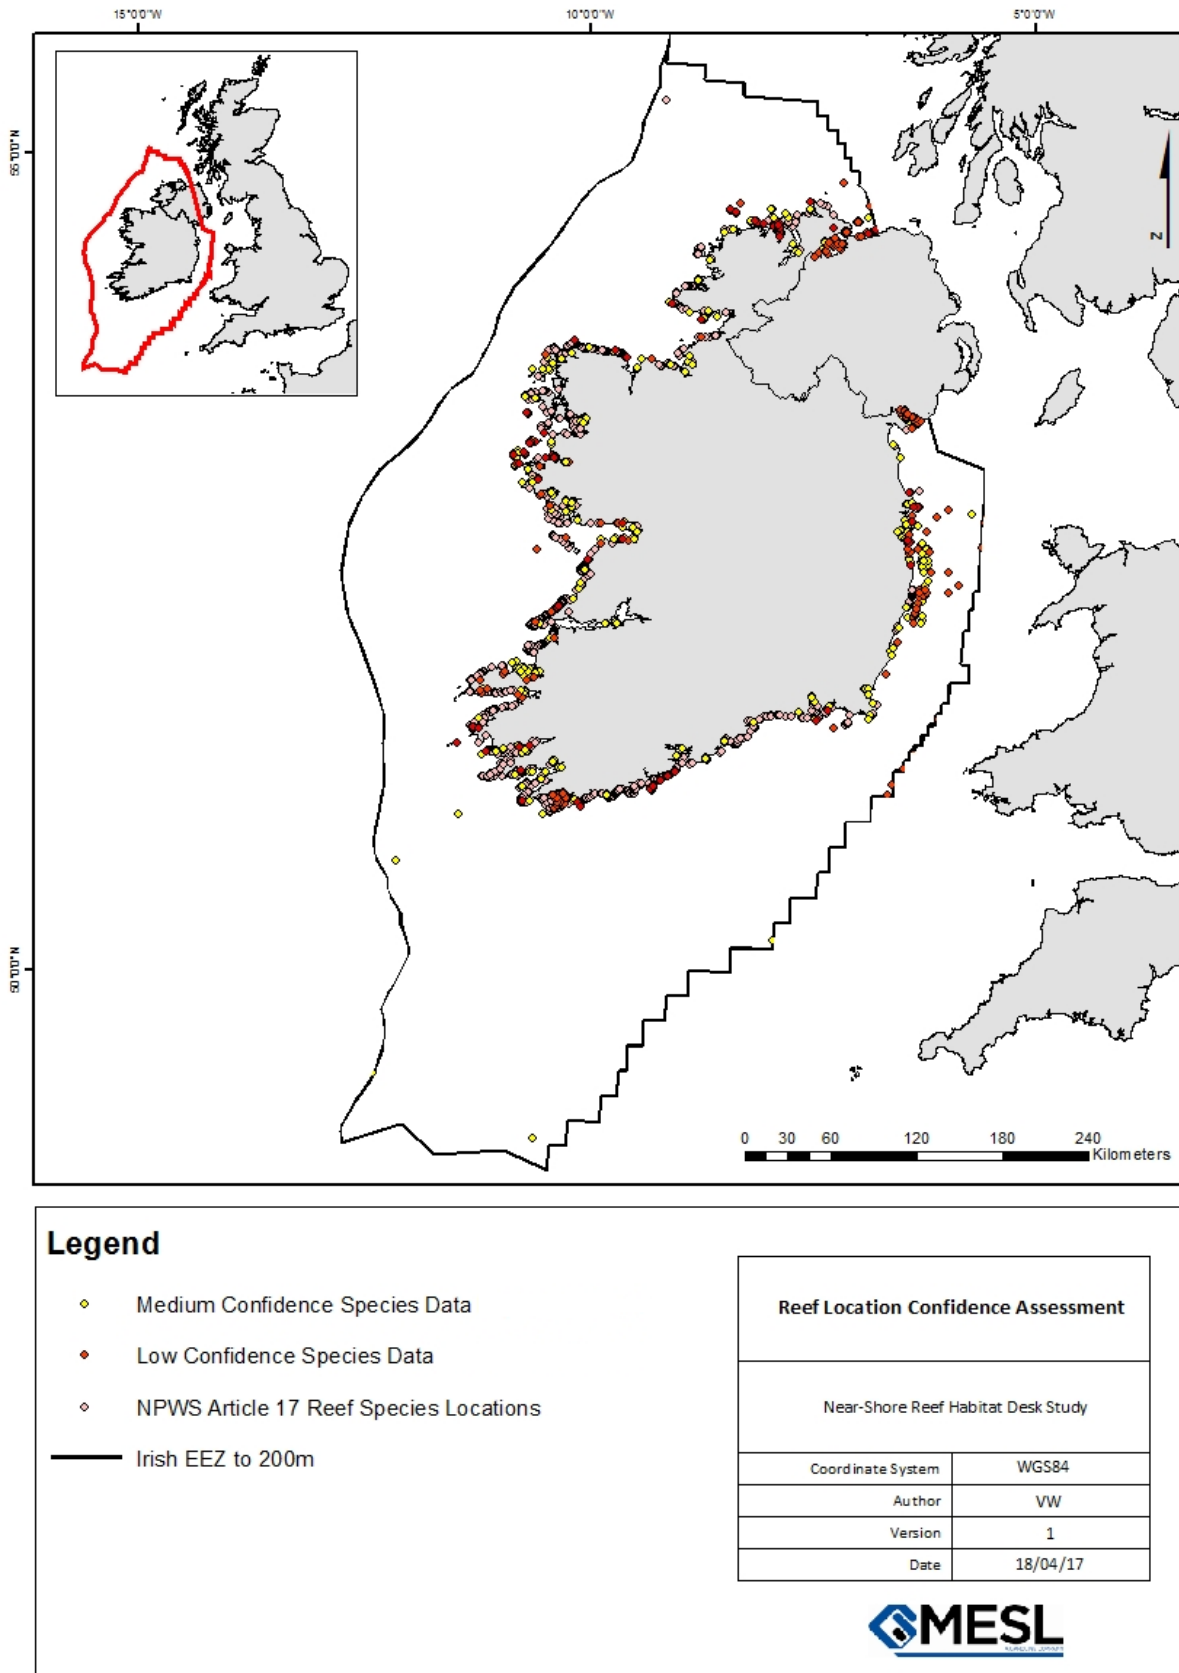 15°0'0"W 10°0'0"W 5°0'0"W
55°0'0"N
N
50°0'0"N
0 30 60 120 180 240
Kilometers
Legend
Medium Confidence Species Data
Low Confidence Species Data
NPWS Article 17 Reef Species Locations
Irish EEZ to 200m
Reef Location Confidence Assessment
Near-Shore Reef Habitat Desk Study
Coordinate System WGS84
Author VW
Version 1
Date 18/04/17
MESL